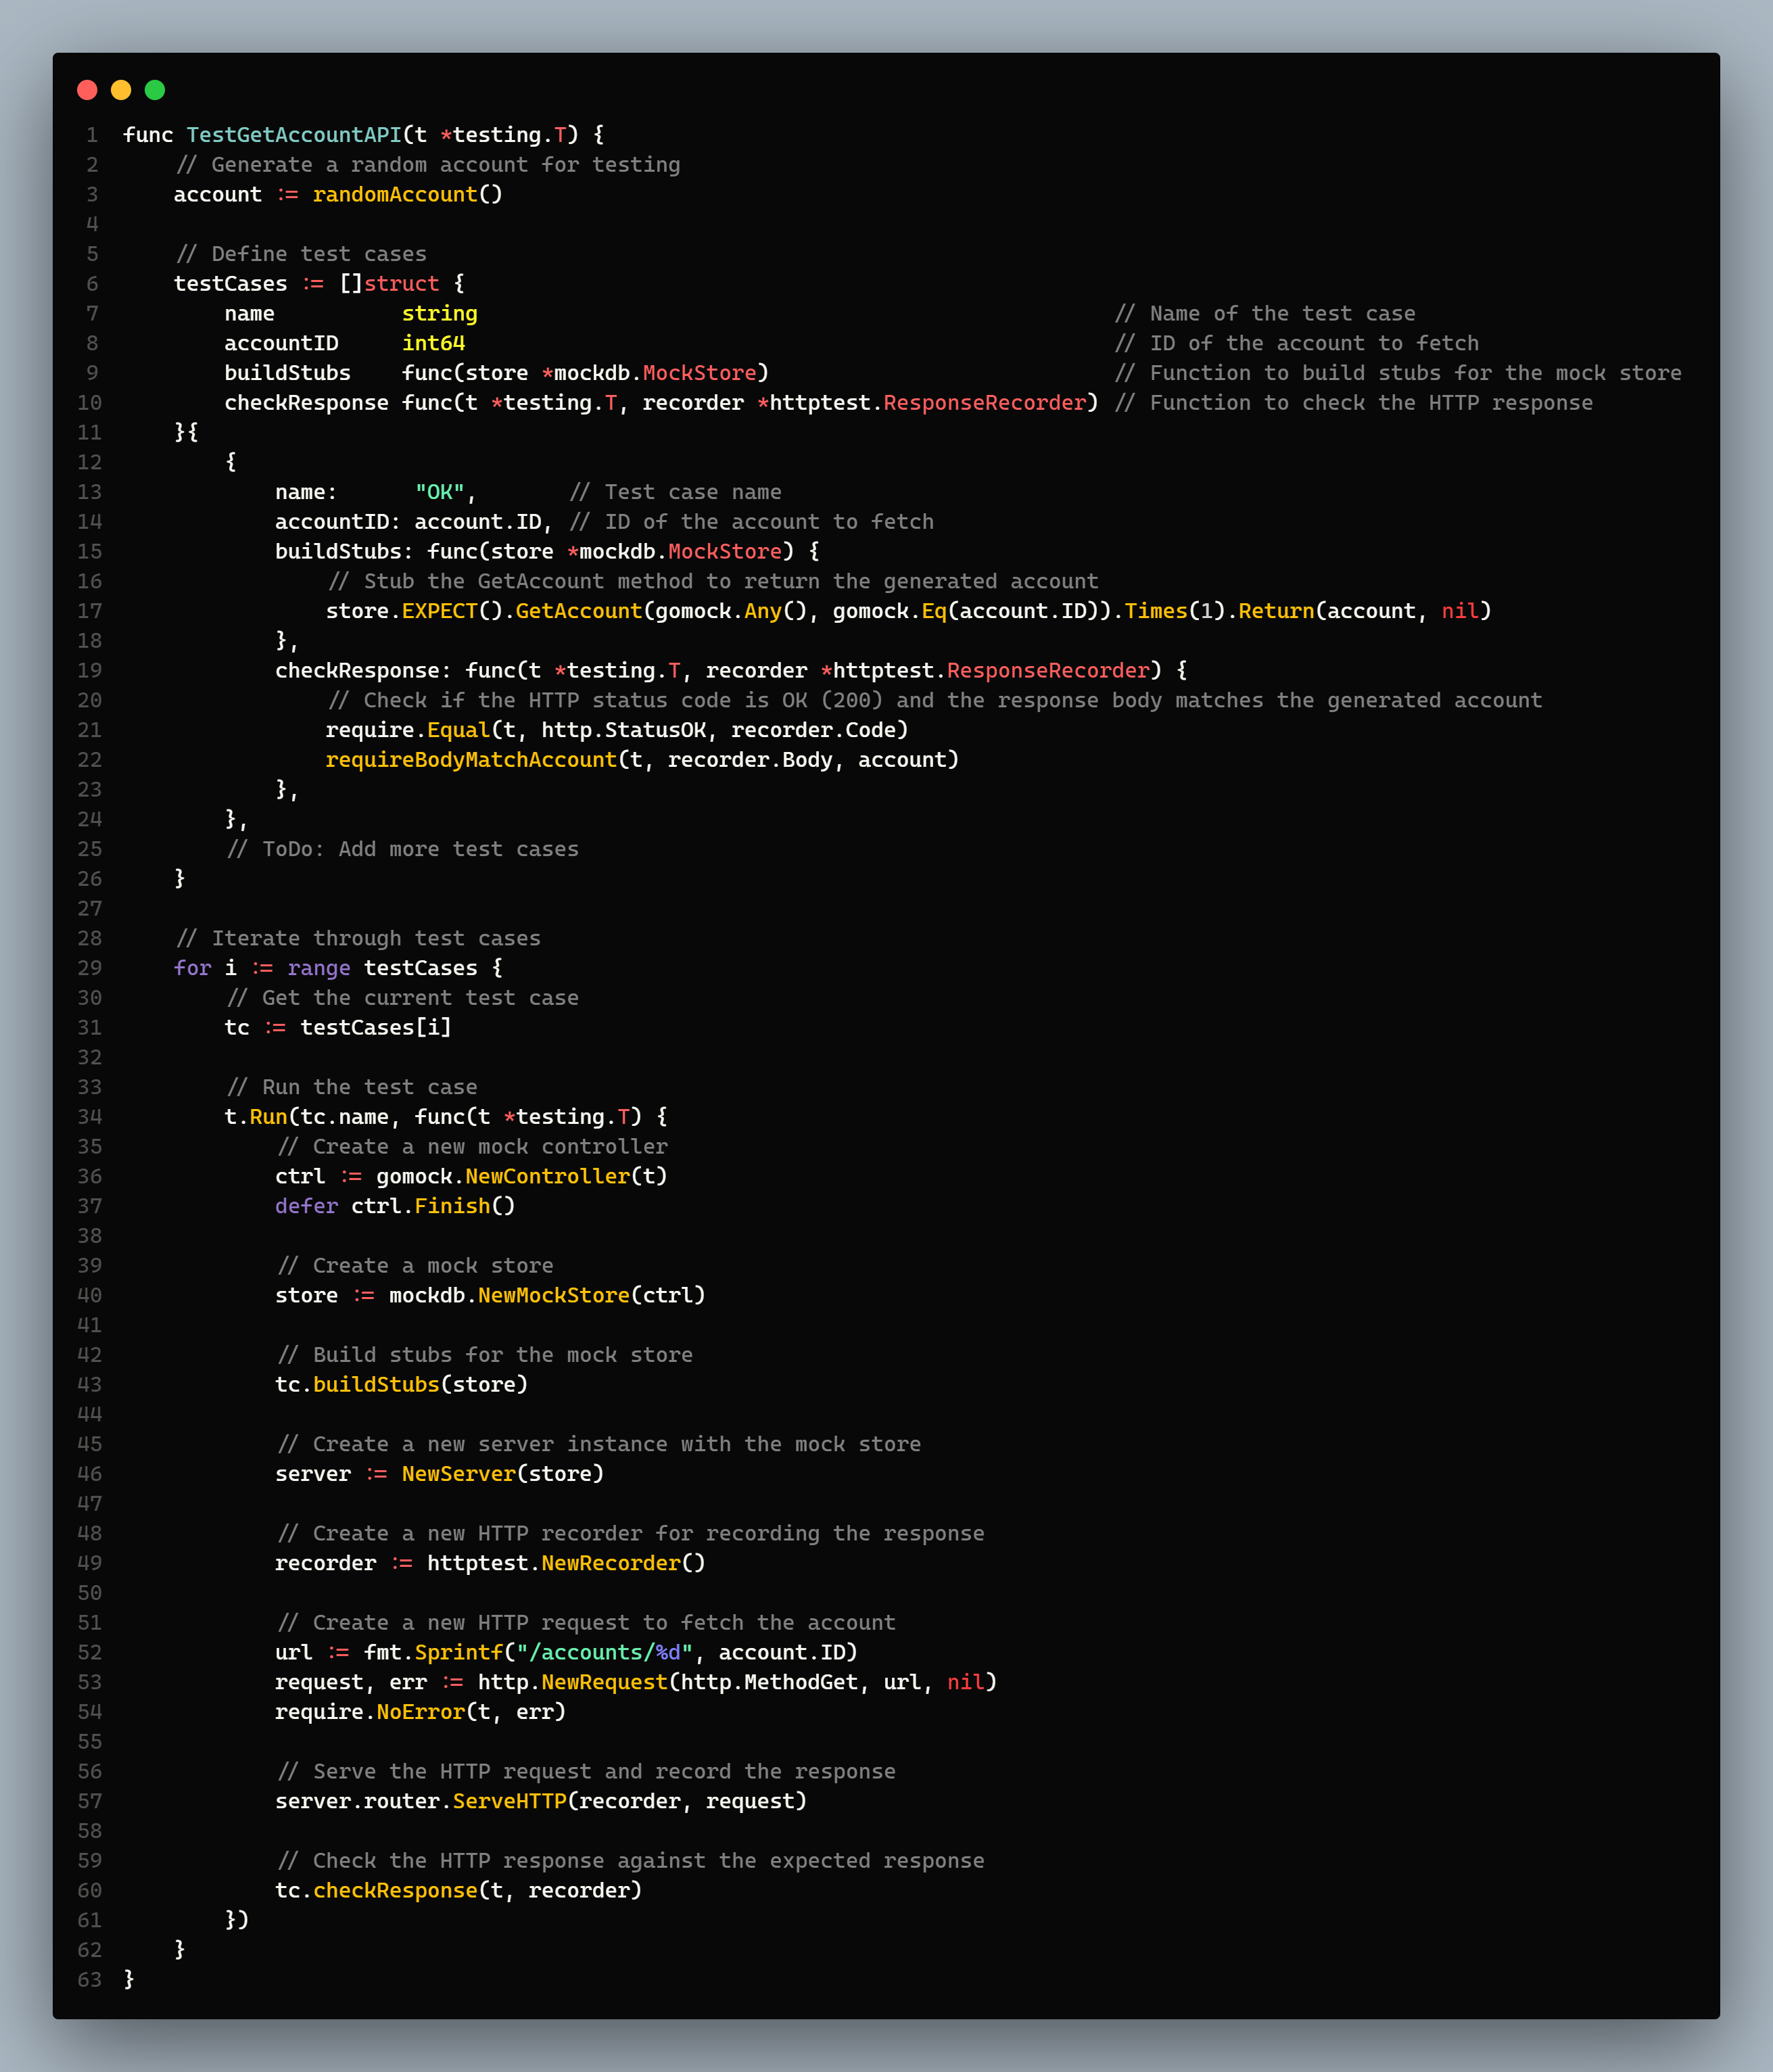 1 func TestGetAccountAPI(t *testing.T) {
2     // Generate a random account for testing
3     account := randomAccount()
4
5     // Define test cases
6     testCases := []struct {
7         name          string                                                  // Name of the test case
8         accountID     int64                                                   // ID of the account to fetch
9         buildStubs    func(store *mockdb.MockStore)                           // Function to build stubs for the mock store
10         checkResponse func(t *testing.T, recorder *httptest.ResponseRecorder) // Function to check the HTTP response
11     }{
12         {
13             name:      "OK",       // Test case name
14             accountID: account.ID, // ID of the account to fetch
15             buildStubs: func(store *mockdb.MockStore) {
16                 // Stub the GetAccount method to return the generated account
17                 store.EXPECT().GetAccount(gomock.Any(), gomock.Eq(account.ID)).Times(1).Return(account, nil)
18             },
19             checkResponse: func(t *testing.T, recorder *httptest.ResponseRecorder) {
20                 // Check if the HTTP status code is OK (200) and the response body matches the generated account
21                 require.Equal(t, http.StatusOK, recorder.Code)
22                 requireBodyMatchAccount(t, recorder.Body, account)
23             },
24         },
25         // ToDo: Add more test cases
26     }
27
28     // Iterate through test cases
29     for i := range testCases {
30         // Get the current test case
31         tc := testCases[i]
32
33         // Run the test case
34         t.Run(tc.name, func(t *testing.T) {
35             // Create a new mock controller
36             ctrl := gomock.NewController(t)
37             defer ctrl.Finish()
38
39             // Create a mock store
40             store := mockdb.NewMockStore(ctrl)
41
42             // Build stubs for the mock store
43             tc.buildStubs(store)
44
45             // Create a new server instance with the mock store
46             server := NewServer(store)
47
48             // Create a new HTTP recorder for recording the response
49             recorder := httptest.NewRecorder()
50
51             // Create a new HTTP request to fetch the account
52             url := fmt.Sprintf("/accounts/%d", account.ID)
53             request, err := http.NewRequest(http.MethodGet, url, nil)
54             require.NoError(t, err)
55
56             // Serve the HTTP request and record the response
57             server.router.ServeHTTP(recorder, request)
58
59             // Check the HTTP response against the expected response
60             tc.checkResponse(t, recorder)
61         })
62     }
63 }